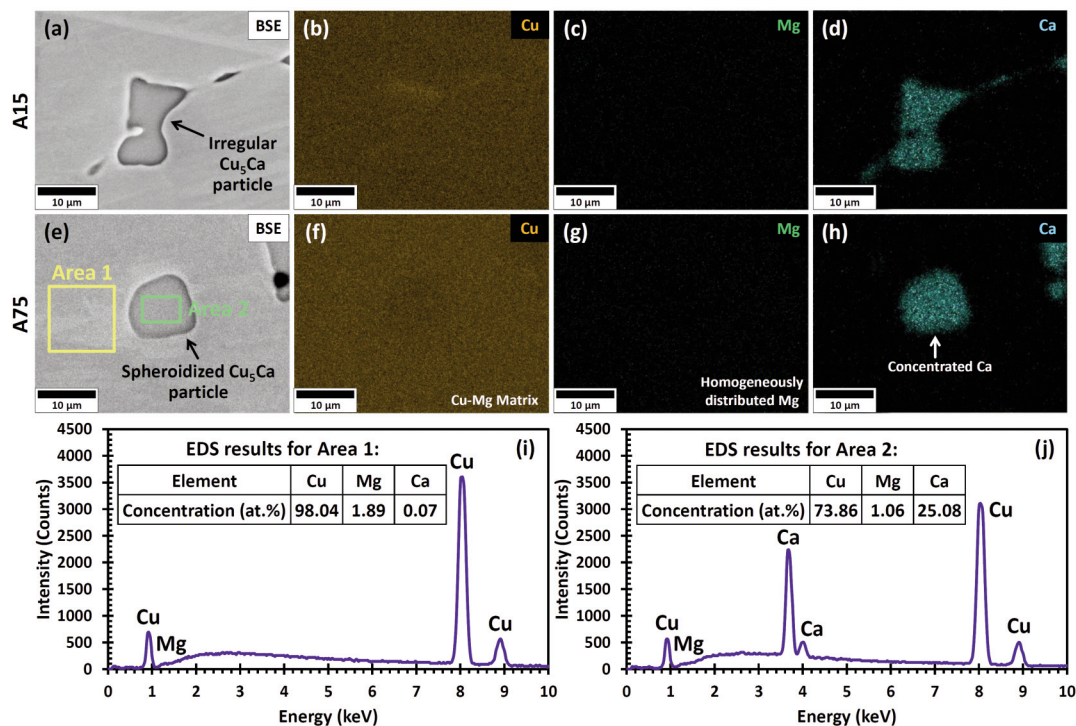 A15
(a)
BSE
Irregular
Cu₅Ca
particle
10 μm
(b)
Cu
10 μm
(c)
Mg
10 μm
(d)
Ca
10 μm
A75
(e)
BSE
Area 1
Area 2
Spheroidized Cu₅Ca
particle
10 μm
(f)
Cu
Cu-Mg Matrix
10 μm
(g)
Mg
Homogeneously
distributed Mg
10 μm
(h)
Ca
Concentrated Ca
10 μm
(i)
EDS results for Area 1:
Element Cu Mg Ca
Concentration (at.%) 98.04 1.89 0.07
Intensity (Counts)
4500
4000
3500
3000
2500
2000
1500
1000
500
0
Cu
Mg
Cu
Cu
0 1 2 3 4 5 6 7 8 9 10
Energy (keV)
(j)
EDS results for Area 2:
Element Cu Mg Ca
Concentration (at.%) 73.86 1.06 25.08
Intensity (Counts)
4500
4000
3500
3000
2500
2000
1500
1000
500
0
Cu
Mg
Ca
Ca
Cu
Cu
0 1 2 3 4 5 6 7 8 9 10
Energy (keV)